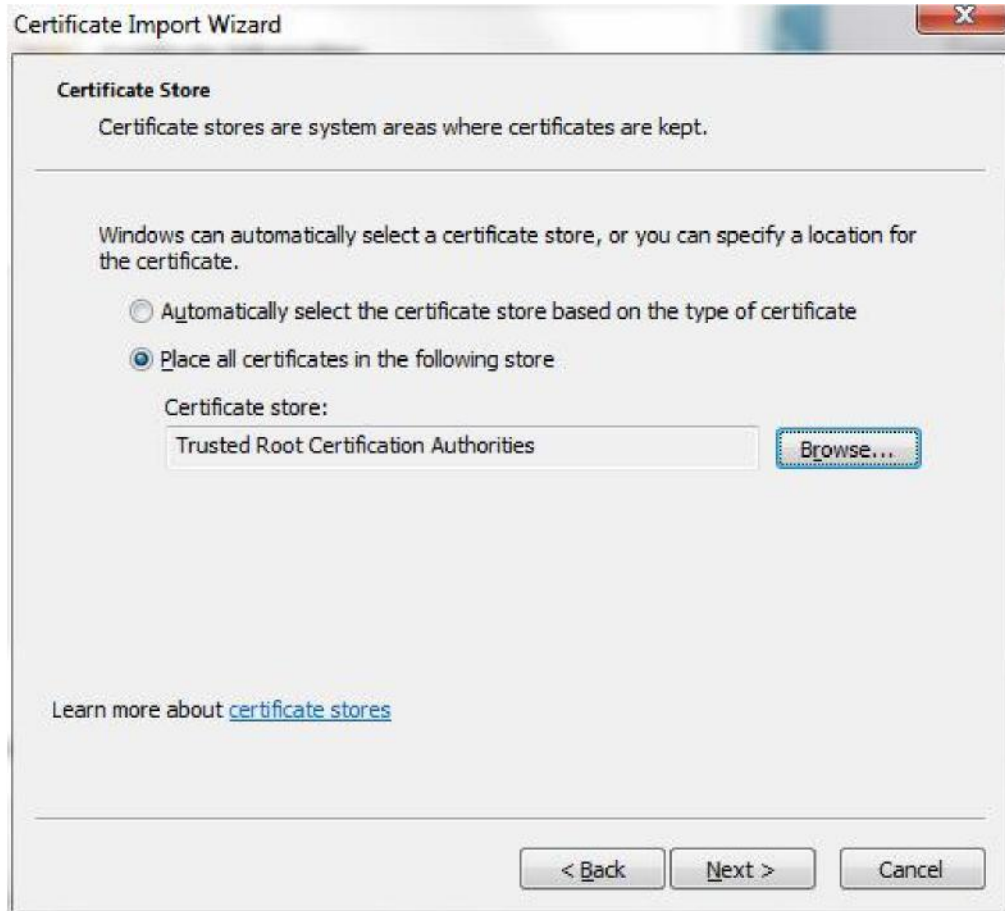 Certificate Import Wizard
X
Certificate Store
Certificate stores are system areas where certificates are kept.
Windows can automatically select a certificate store, or you can specify a location for
the certificate.
Automatically select the certificate store based on the type of certificate
Place all certificates in the following store
Certificate store:
Trusted Root Certification Authorities
Browse...
Learn more about certificate stores
< Back Next > Cancel